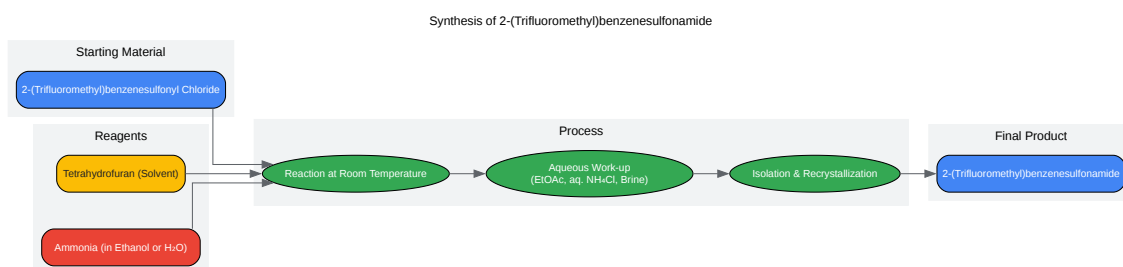 Synthesis of 2-(Trifluoromethyl)benzenesulfonamide
Starting Material
2-(Trifluoromethyl)benzenesulfonyl Chloride
Reagents
Tetrahydrofuran (Solvent)
Ammonia (in Ethanol or H₂O)
Process
Reaction at Room Temperature
Aqueous Work-up
(EtOAc, aq. NH₄Cl, Brine)
Isolation & Recrystallization
Final Product
2-(Trifluoromethyl)benzenesulfonamide